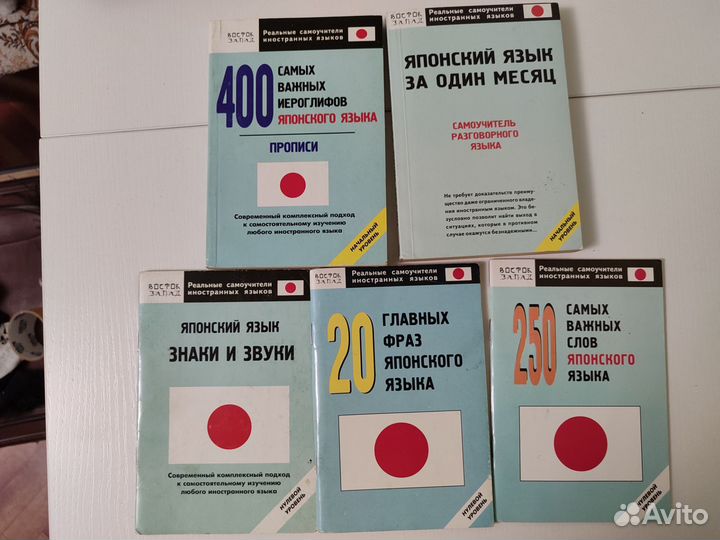 ВОСТОК
ЗАПАД
Реальные самоучители
иностранных языков
400
САМЫХ
ВАЖНЫХ
ИЕРОГЛИФОВ
ЯПОНСКОГО ЯЗЫКА
ПРОПИСИ
Современный комплексный подход
к самостоятельному изучению
любого иностранного языка
НАЧАЛЬНЫЙ
УРОВЕНЬ
ВОСТОК
ЗАПАД
Реальные самоучители
иностранных языков
ЯПОНСКИЙ ЯЗЫК
ЗА ОДИН МЕСЯЦ
САМОУЧИТЕЛЬ
РАЗГОВОРНОГО
ЯЗЫКА
Не требует доказательств преиму-
щество даже ограниченного владе-
ния иностранным языком. Это бе-
зусловно позволит найти выход в
ситуациях, которые в противном
случае окажутся безнадежными...
НАЧАЛЬНЫЙ
УРОВЕНЬ
ВОСТОК
ЗАПАД
Реальные самоучители
иностранных языков
ЯПОНСКИЙ ЯЗЫК
ЗНАКИ И ЗВУКИ
Современный комплексный подход
к самостоятельному изучению
любого иностранного языка
НУЛЕВОЙ
УРОВЕНЬ
ВОСТОК
ЗАПАД
Реальные самоучители
иностранных языков
20
ГЛАВНЫХ
ФРАЗ
ЯПОНСКОГО
ЯЗЫКА
НУЛЕВОЙ
УРОВЕНЬ
ВОСТОК
ЗАПАД
Реальные самоучители
иностранных языков
250
САМЫХ
ВАЖНЫХ
СЛОВ
ЯПОНСКОГО
ЯЗЫКА
НУЛЕВОЙ
УРОВЕНЬ
Avito